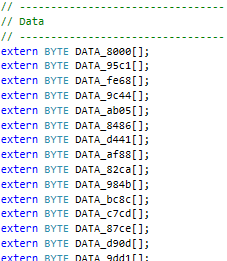 // --------------------------------
// Data
// --------------------------------
extern BYTE DATA_8000[];
extern BYTE DATA_95c1[];
extern BYTE DATA_fe68[];
extern BYTE DATA_9c44[];
extern BYTE DATA_ab05[];
extern BYTE DATA_8486[];
extern BYTE DATA_d441[];
extern BYTE DATA_af88[];
extern BYTE DATA_82ca[];
extern BYTE DATA_984b[];
extern BYTE DATA_bc8c[];
extern BYTE DATA_c7cd[];
extern BYTE DATA_87ce[];
extern BYTE DATA_d90d[];
extern BYTE DATA_9dd1[];